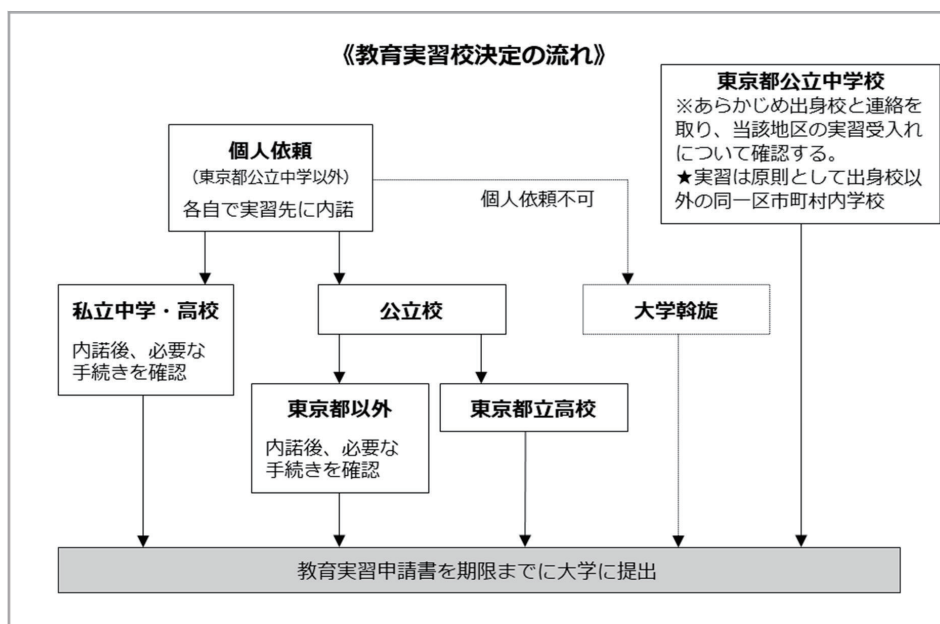 《教育実習校決定の流れ》
東京都公立中学校
※あらかじめ出身校と連絡を
取り、当該地区の実習受入れ
について確認する。
★実習は原則として出身校以
外の同一区市町村内学校
個人依頼
（東京都公立中学以外）
各自で実習先に内諾
個人依頼不可
私立中学・高校
内諾後、必要な
手続きを確認
公立校
大学斡旋
東京都以外
内諾後、必要な
手続きを確認
東京都立高校
教育実習申請書を期限までに大学に提出